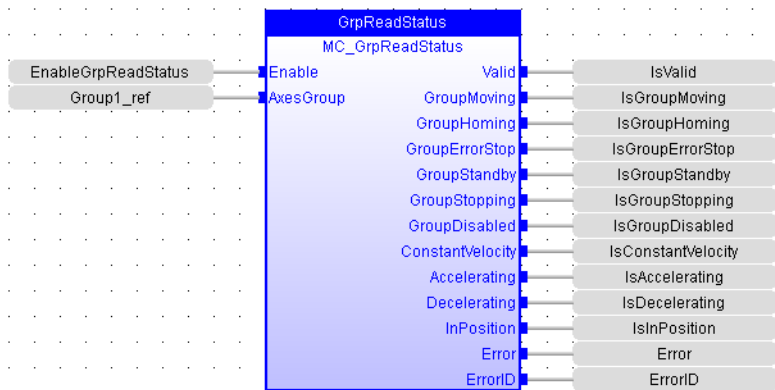 GrpReadStatus
MC_GrpReadStatus
EnableGrpReadStatus Enable Valid IsValid
Group1_ref AxesGroup GroupMoving IsGroupMoving
GroupHoming IsGroupHoming
GroupErrorStop IsGroupErrorStop
GroupStandby IsGroupStandby
GroupStopping IsGroupStopping
GroupDisabled IsGroupDisabled
ConstantVelocity IsConstantVelocity
Accelerating IsAccelerating
Decelerating IsDecelerating
InPosition IsInPosition
Error Error
ErrorID ErrorID